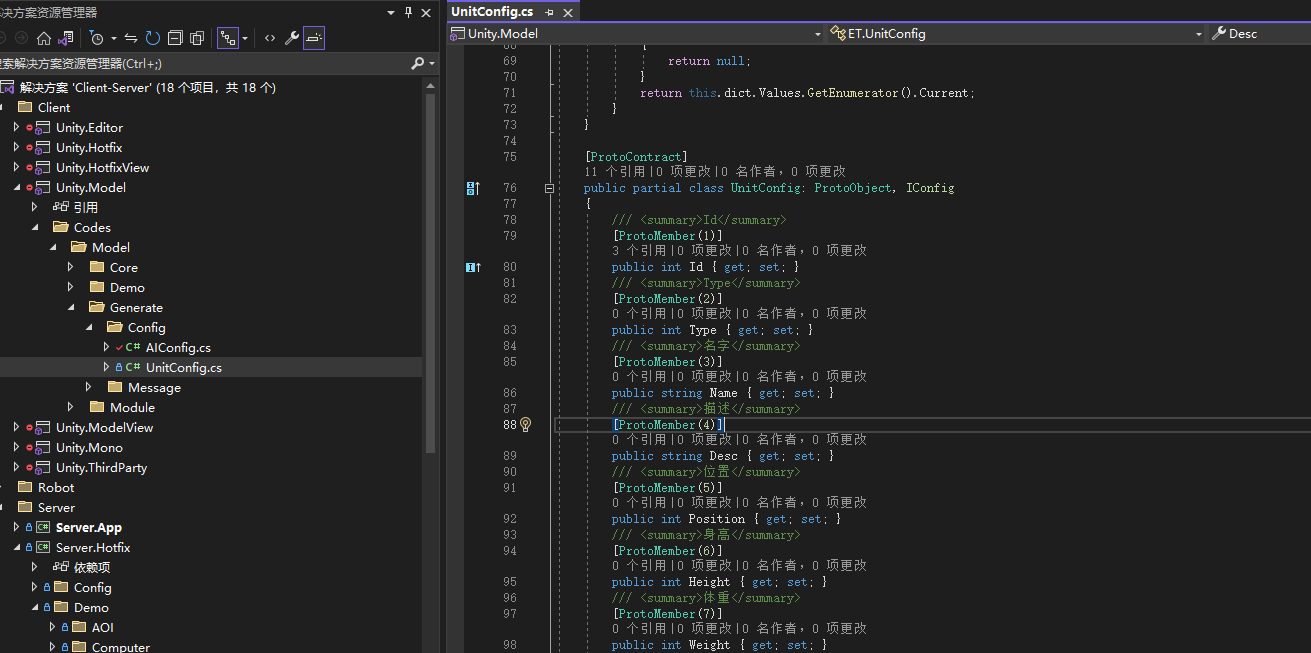 解决方案资源管理器
搜索解决方案资源管理器(Ctrl+;)
解决方案 'Client-Server' (18 个项目，共 18 个)
Client
Unity.Editor
Unity.Hotfix
Unity.HotfixView
Unity.Model
引用
Codes
Model
Core
Demo
Generate
Config
AIConfig.cs
UnitConfig.cs
Message
Module
Unity.ModelView
Unity.Mono
Unity.ThirdParty
Robot
Server
Server.App
Server.Hotfix
依赖项
Config
Demo
AOI
Computer
UnitConfig.cs
Unity.Model
ET.UnitConfig
Desc
68 {
69 return null;
70 }
71 return this.dict.Values.GetEnumerator().Current;
72 }
73 }
74
75 [ProtoContract]
11 个引用|0 项更改|0 名作者，0 项更改
76 public partial class UnitConfig: ProtoObject, IConfig
77 {
78 /// <summary>Id</summary>
79 [ProtoMember(1)]
3 个引用|0 项更改|0 名作者，0 项更改
80 public int Id { get; set; }
81 /// <summary>Type</summary>
82 [ProtoMember(2)]
0 个引用|0 项更改|0 名作者，0 项更改
83 public int Type { get; set; }
84 /// <summary>名字</summary>
85 [ProtoMember(3)]
0 个引用|0 项更改|0 名作者，0 项更改
86 public string Name { get; set; }
87 /// <summary>描述</summary>
88 [ProtoMember(4)]
0 个引用|0 项更改|0 名作者，0 项更改
89 public string Desc { get; set; }
90 /// <summary>位置</summary>
91 [ProtoMember(5)]
0 个引用|0 项更改|0 名作者，0 项更改
92 public int Position { get; set; }
93 /// <summary>身高</summary>
94 [ProtoMember(6)]
0 个引用|0 项更改|0 名作者，0 项更改
95 public int Height { get; set; }
96 /// <summary>体重</summary>
97 [ProtoMember(7)]
0 个引用|0 项更改|0 名作者，0 项更改
98 public int Weight { get; set; }